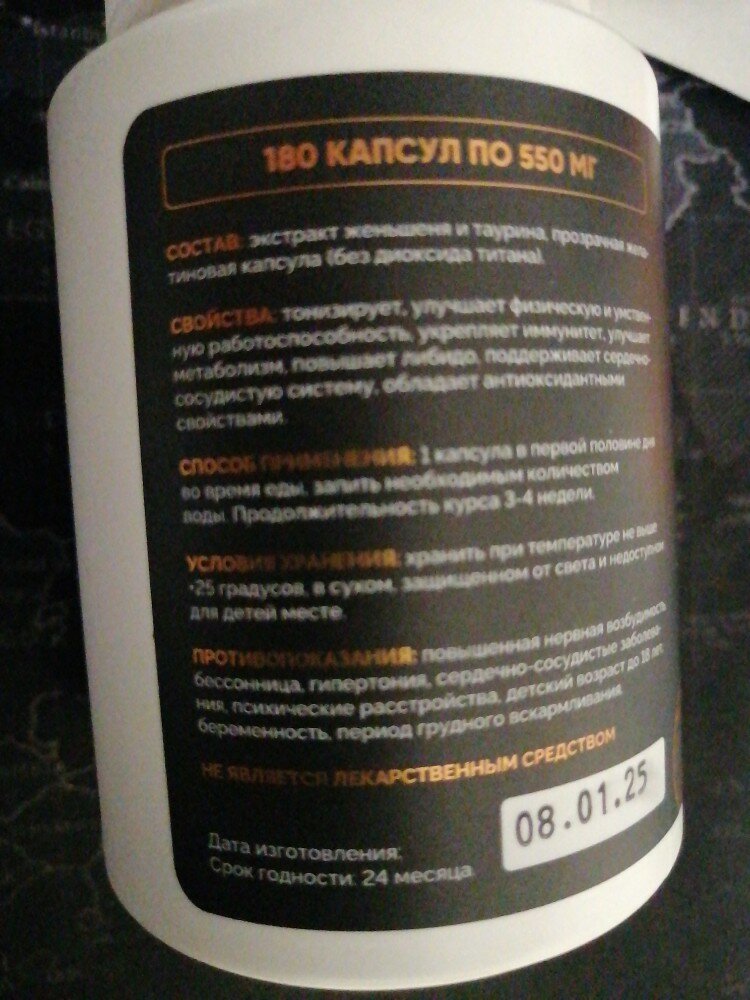 180 КАПСУЛ ПО 550 МГ
СОСТАВ: экстракт женьшеня и таурина, прозрачная жела-
тиновая капсула (без диоксида титана).
СВОЙСТВА: тонизирует, улучшает физическую и умствен-
ную работоспособность, укрепляет иммунитет, улучшает
метаболизм, повышает либидо, поддерживает сердечно-
сосудистую систему, обладает антиоксидантными
свойствами.
СПОСОБ ПРИМЕНЕНИЯ: 1 капсула в первой половине дня
во время еды, запить необходимым количеством
воды. Продолжительность курса 3-4 недели.
УСЛОВИЯ ХРАНЕНИЯ: хранить при температуре не выше
+25 градусов, в сухом, защищенном от света и недоступном
для детей месте.
ПРОТИВОПОКАЗАНИЯ: повышенная нервная возбудимость,
бессонница, гипертония, сердечно-сосудистые заболева-
ния, психические расстройства, детский возраст до 18 лет,
беременность, период грудного вскармливания.
НЕ ЯВЛЯЕТСЯ ЛЕКАРСТВЕННЫМ СРЕДСТВОМ
08.01.25
Дата изготовления:
Срок годности: 24 месяца